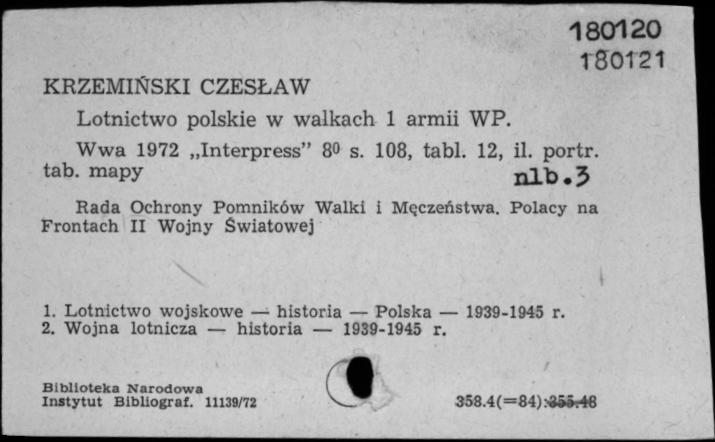 180120
180121
KRZEMIŃSKI CZESŁAW
Lotnictwo polskie w walkach 1 armii WP.
Wwa 1972 „Interpress” 8⁰ s. 108, tabl. 12, il. portr.
tab. mapy nlb.3
Rada Ochrony Pomników Walki i Męczeństwa. Polacy na
Frontach II Wojny Światowej
1. Lotnictwo wojskowe — historia — Polska — 1939-1945 r.
2. Wojna lotnicza — historia — 1939-1945 r.
Biblioteka Narodowa
Instytut Bibliograf. 11139/72 358.4(=84):355.48